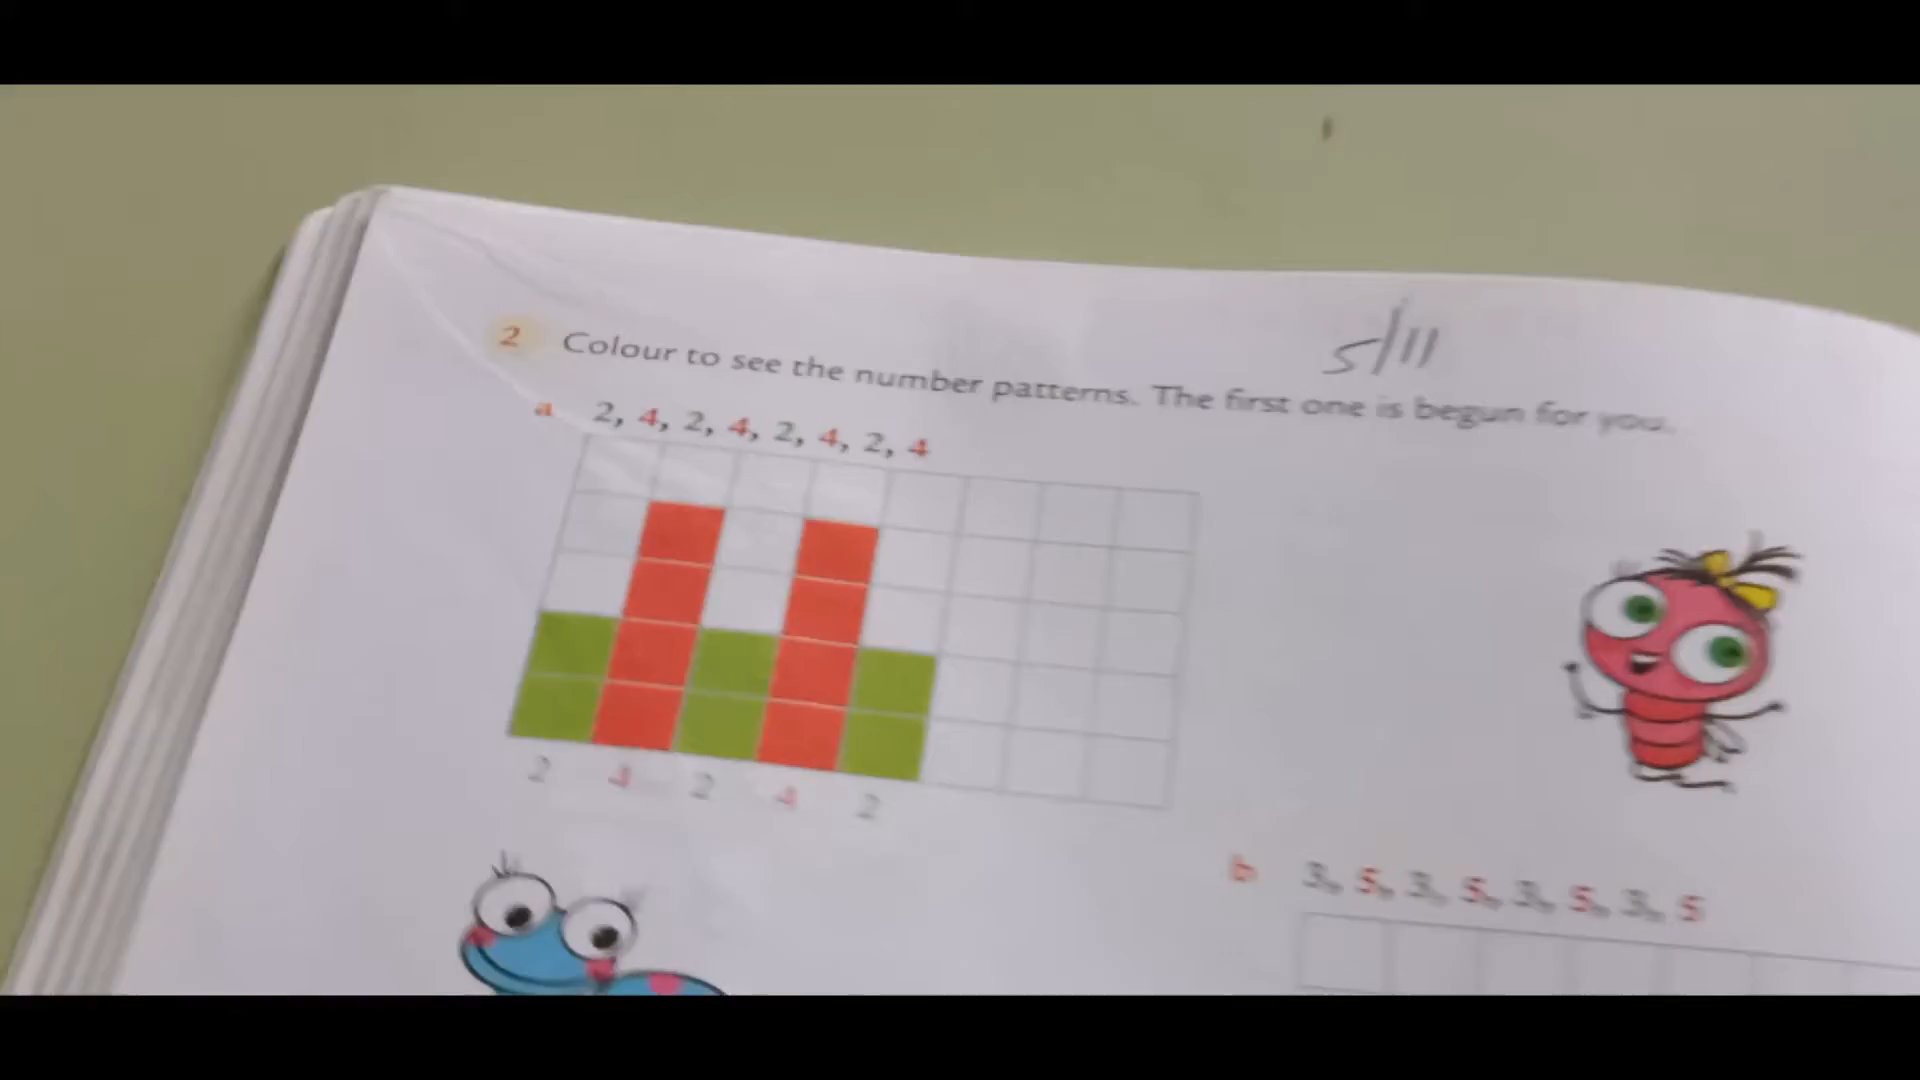 5/11
2 Colour to see the number patterns. The first one is begun for you.
a 2, 4, 2, 4, 2, 4, 2, 4
2 4 2 4 2
b 3, 5, 3, 5, 3, 5, 3, 5